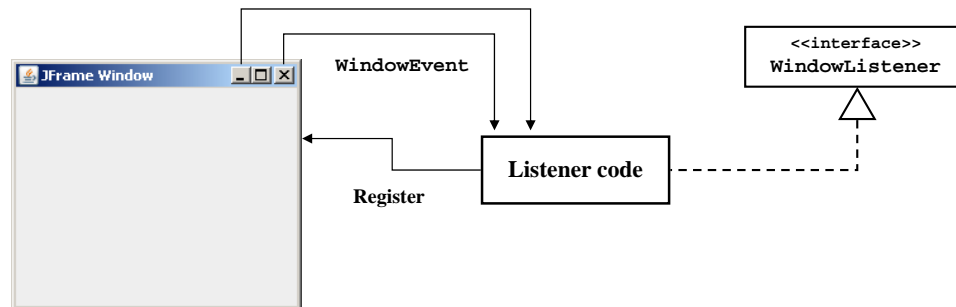 <<interface>>
WindowListener
WindowEvent
JFrame Window
Listener code
Register